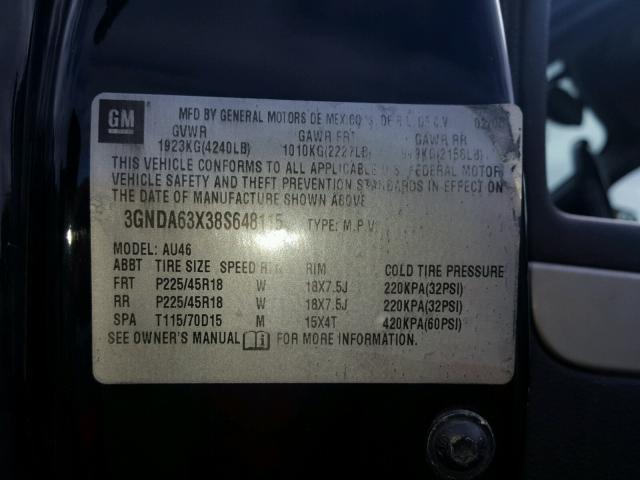 GM
MFD BY GENERAL MOTORS DE MEXICO S. DE R.L. DE C.V.
GVWR GAWR FRT GAWR RR
1923KG(4240LB) 1010KG(2227LB)
THIS VEHICLE CONFORMS TO ALL APPLICABLE U.S. FEDERAL MOTOR
VEHICLE SAFETY AND THEFT PREVENTION STANDARDS IN EFFECT ON
THE DATE OF MANUFACTURE SHOWN ABOVE
3GNDA63X38S648115 TYPE: M.P.V.
MODEL: AU46
ABBT TIRE SIZE SPEED RIM COLD TIRE PRESSURE
FRT P225/45R18 W 18X7.5J 220KPA(32PSI)
RR P225/45R18 W 18X7.5J 220KPA(32PSI)
SPA T115/70D15 M 15X4T 420KPA(60PSI)
SEE OWNER'S MANUAL FOR MORE INFORMATION